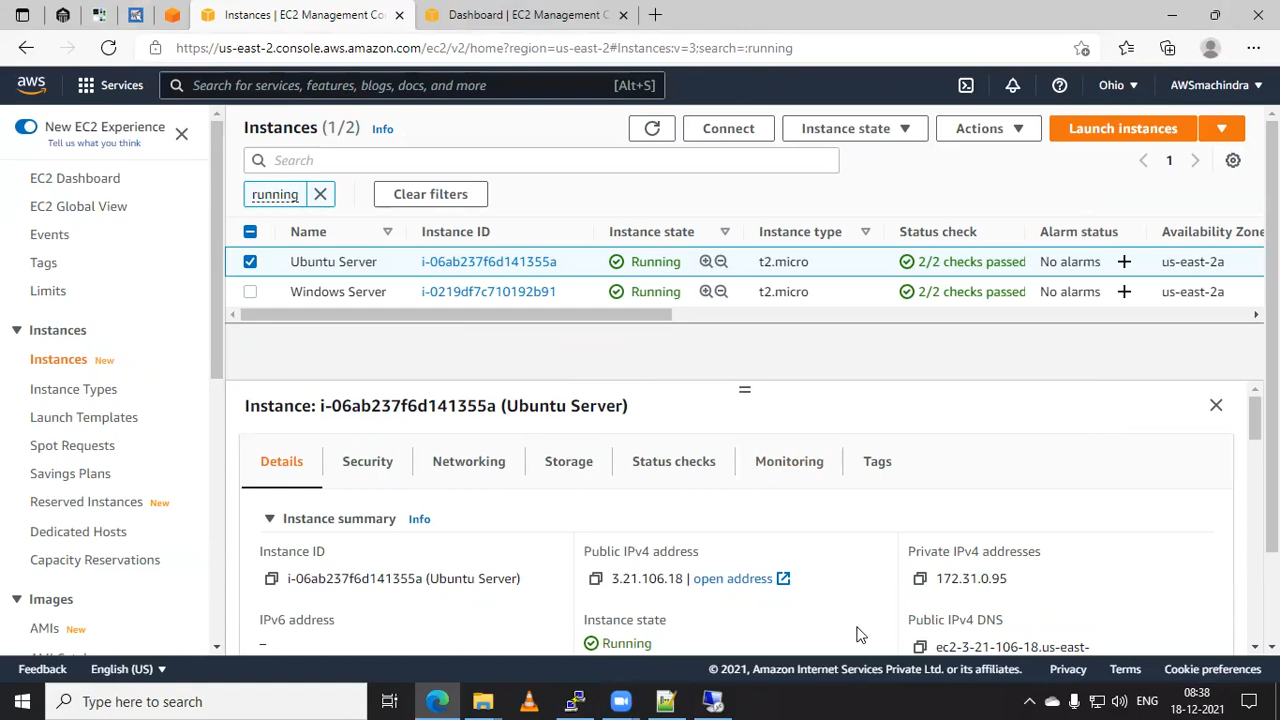 Instances | EC2 Management Co
Dashboard | EC2 Management C
https://us-east-2.console.aws.amazon.com/ec2/v2/home?region=us-east-2#Instances:v=3;search=:running
aws
Services
Search for services, features, blogs, docs, and more
[Alt+S]
Ohio
AWSmachindra
New EC2 Experience
Tell us what you think
EC2 Dashboard
EC2 Global View
Events
Tags
Limits
Instances
Instances New
Instance Types
Launch Templates
Spot Requests
Savings Plans
Reserved Instances New
Dedicated Hosts
Capacity Reservations
Images
AMIs New
Instances (1/2) Info
Connect
Instance state
Actions
Launch instances
Search
1
running
Clear filters
Name Instance ID Instance state Instance type Status check Alarm status Availability Zone
Ubuntu Server i-06ab237f6d141355a Running t2.micro 2/2 checks passed No alarms + us-east-2a
Windows Server i-0219df7c710192b91 Running t2.micro 2/2 checks passed No alarms + us-east-2a
Instance: i-06ab237f6d141355a (Ubuntu Server)
Details Security Networking Storage Status checks Monitoring Tags
Instance summary Info
Instance ID
i-06ab237f6d141355a (Ubuntu Server)
Public IPv4 address
3.21.106.18 | open address
Private IPv4 addresses
172.31.0.95
IPv6 address
–
Instance state
Running
Public IPv4 DNS
ec2-3-21-106-18.us-east-
Feedback English (US)
© 2021, Amazon Internet Services Private Ltd. or its affiliates. Privacy Terms Cookie preferences
Type here to search
ENG
08:38
18-12-2021